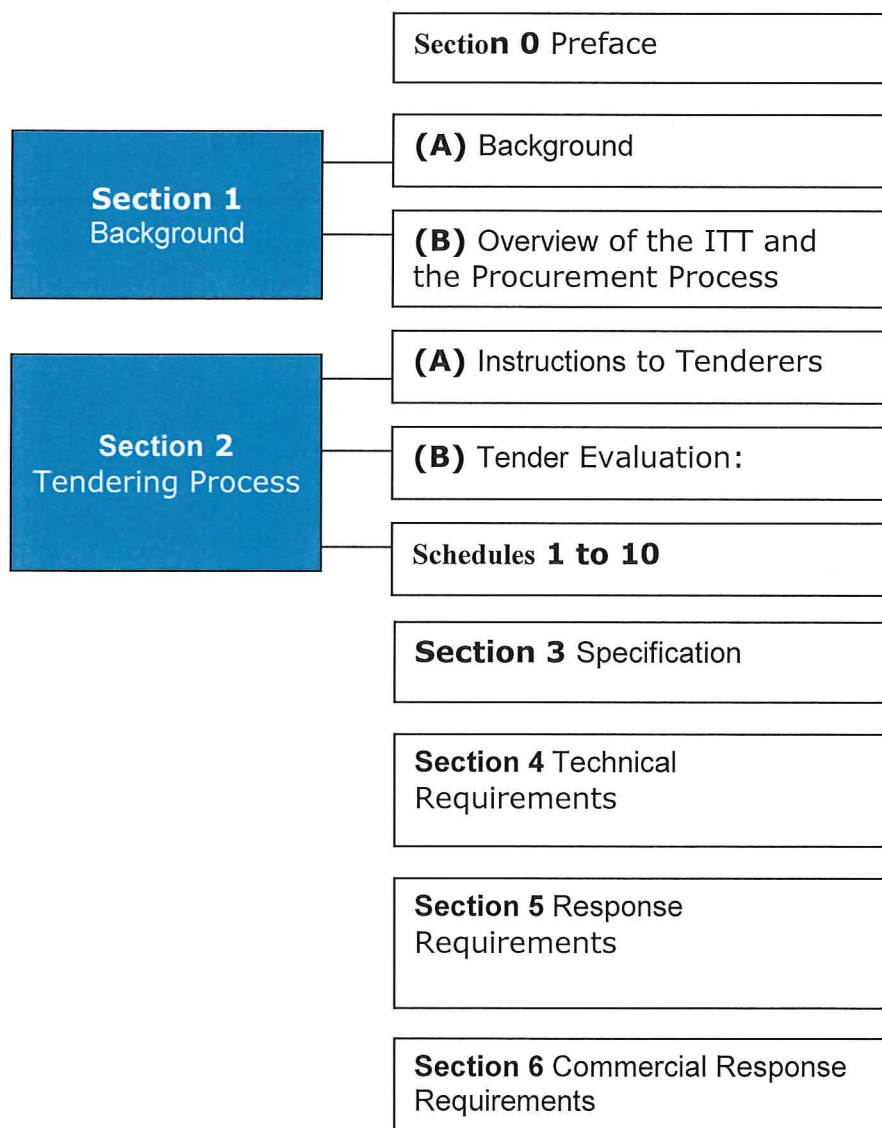 Section 0 Preface
Section 1
Background
(A) Background
(B) Overview of the ITT and
the Procurement Process
Section 2
Tendering Process
(A) Instructions to Tenderers
(B) Tender Evaluation:
Schedules 1 to 10
Section 3 Specification
Section 4 Technical
Requirements
Section 5 Response
Requirements
Section 6 Commercial Response
Requirements